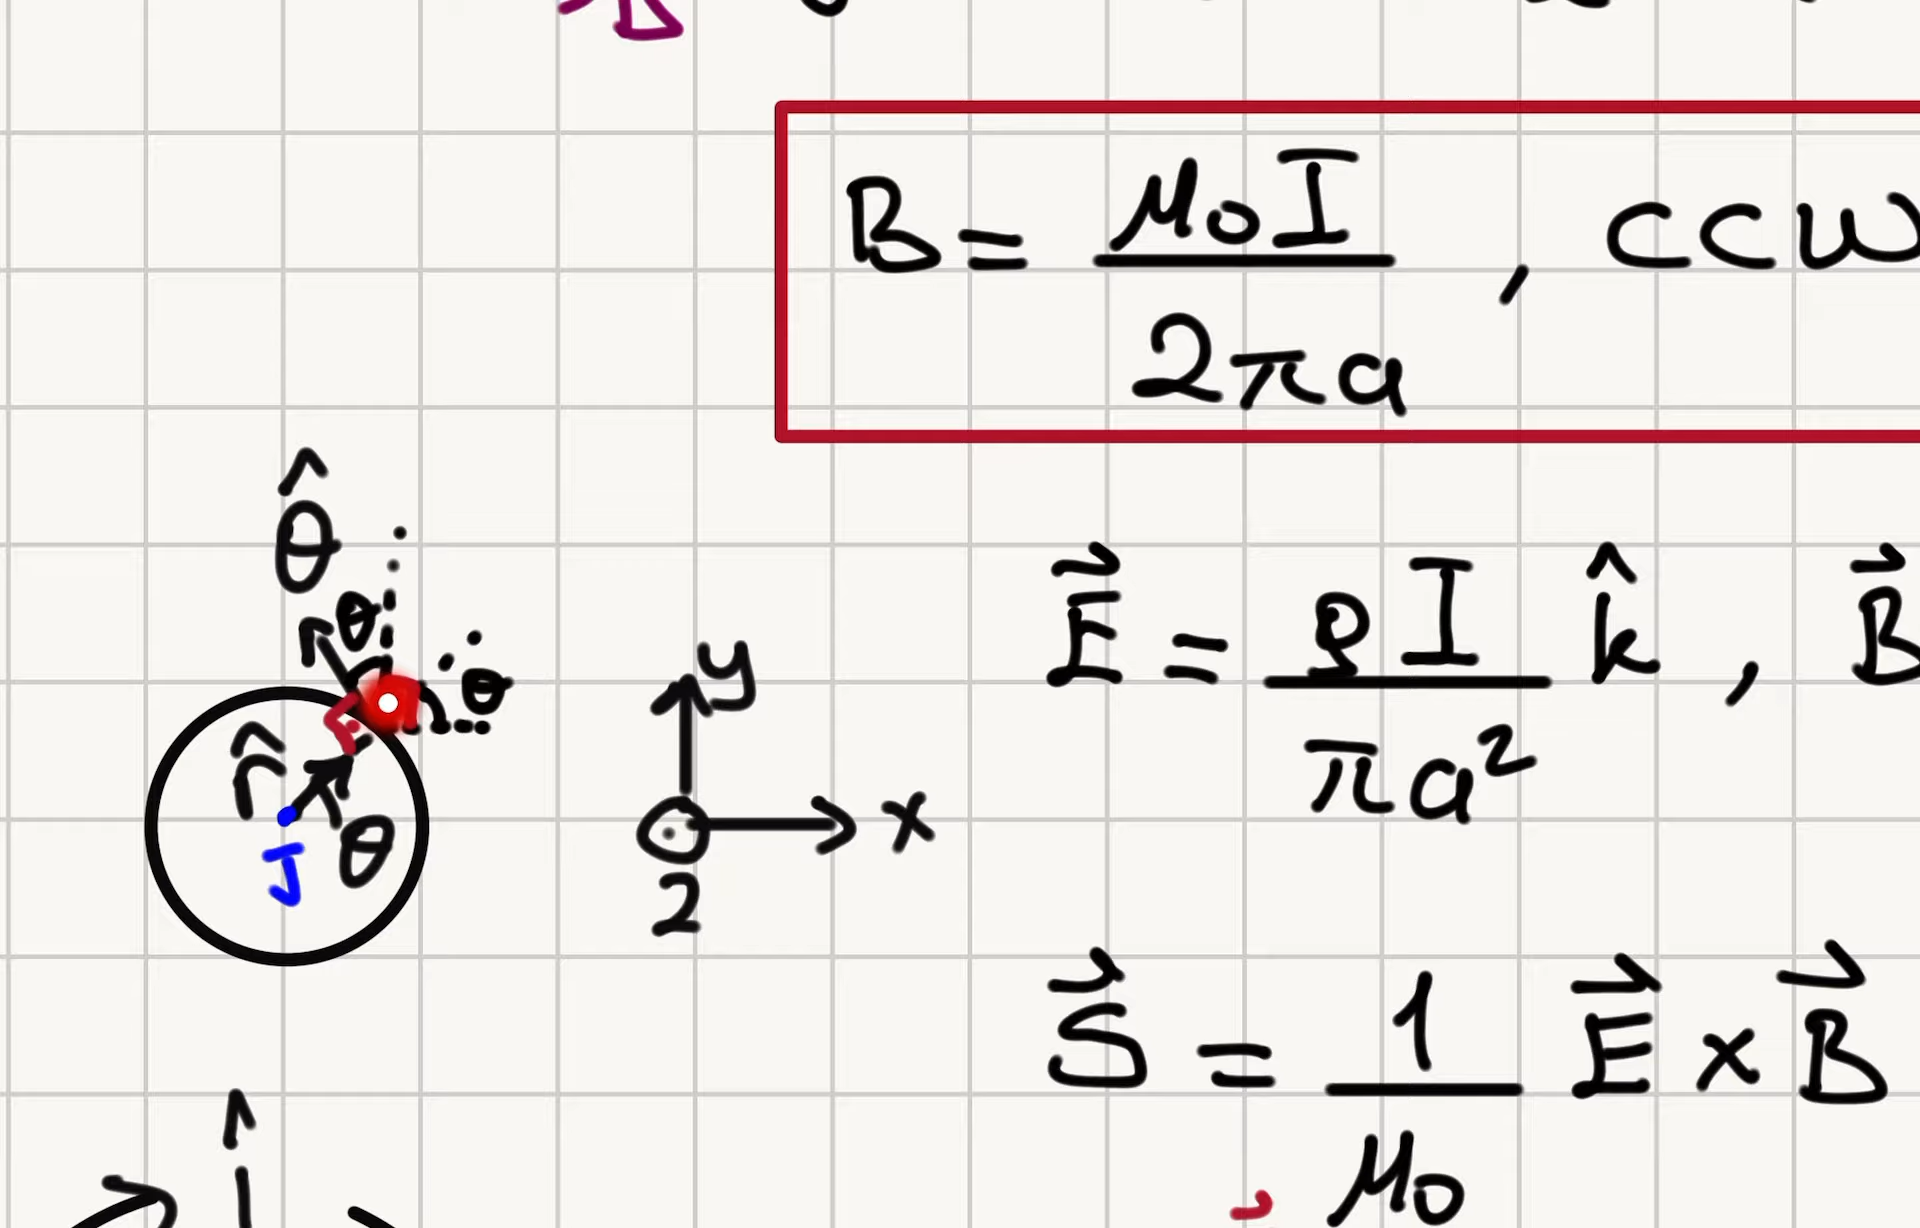 B = μ₀I / 2πa , CCW
θ̂
θ
θ
r̂
θ
J
y
x
z
E⃗ = ρI / πa² k̂ , B⃗
S⃗ = 1 / μ₀ E⃗ × B⃗